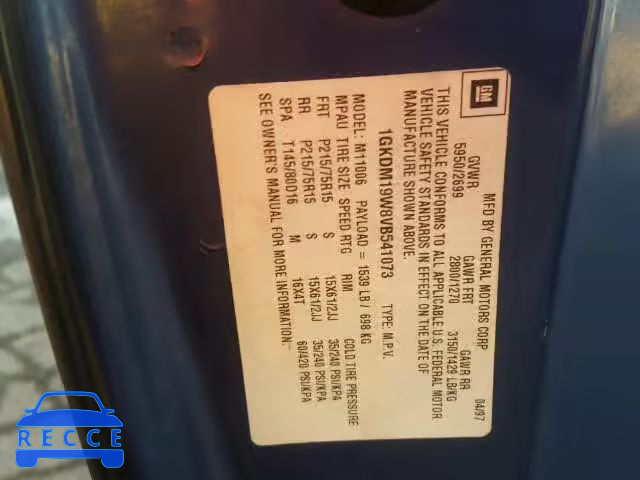 GM
MFD BY GENERAL MOTORS CORP 04/97
GVWR GAWR FRT GAWR RR
5950/2699 2800/1270 3150/1429 LB/KG
THIS VEHICLE CONFORMS TO ALL APPLICABLE U.S. FEDERAL MOTOR
VEHICLE SAFETY STANDARDS IN EFFECT ON THE DATE OF
MANUFACTURE SHOWN ABOVE.
1GKDM19W8VB541073 TYPE: M.P.V.
MODEL: M11006 PAYLOAD = 1539 LB / 698 KG
MPAU TIRE SIZE SPEED RTG RIM COLD TIRE PRESSURE
FRT P215/75R15 S 15X61/2JJ 35/240 PSI/KPA
RR P215/75R15 S 15X61/2JJ 35/240 PSI/KPA
SPA T145/80D16 M 16X4T 60/420 PSI/KPA
SEE OWNER'S MANUAL FOR MORE INFORMATION.
RECCE